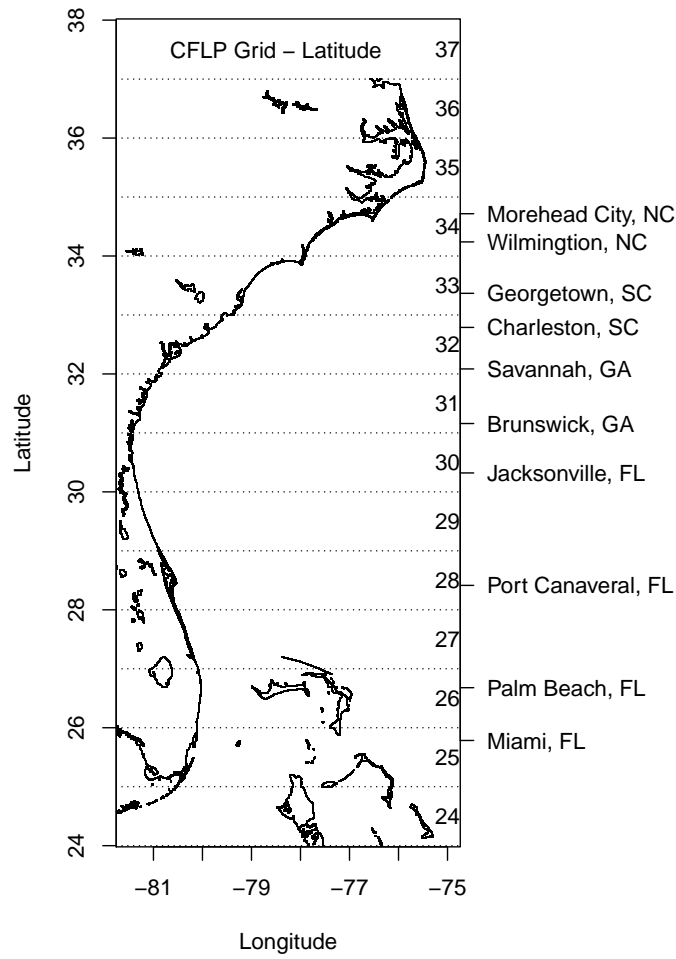 CFLP Grid – Latitude
38
36
34
32
30
28
26
24
Latitude
37
36
35
34
33
32
31
30
29
28
27
26
25
24
Morehead City, NC
Wilmingtion, NC
Georgetown, SC
Charleston, SC
Savannah, GA
Brunswick, GA
Jacksonville, FL
Port Canaveral, FL
Palm Beach, FL
Miami, FL
−81
−79
−77
−75
Longitude